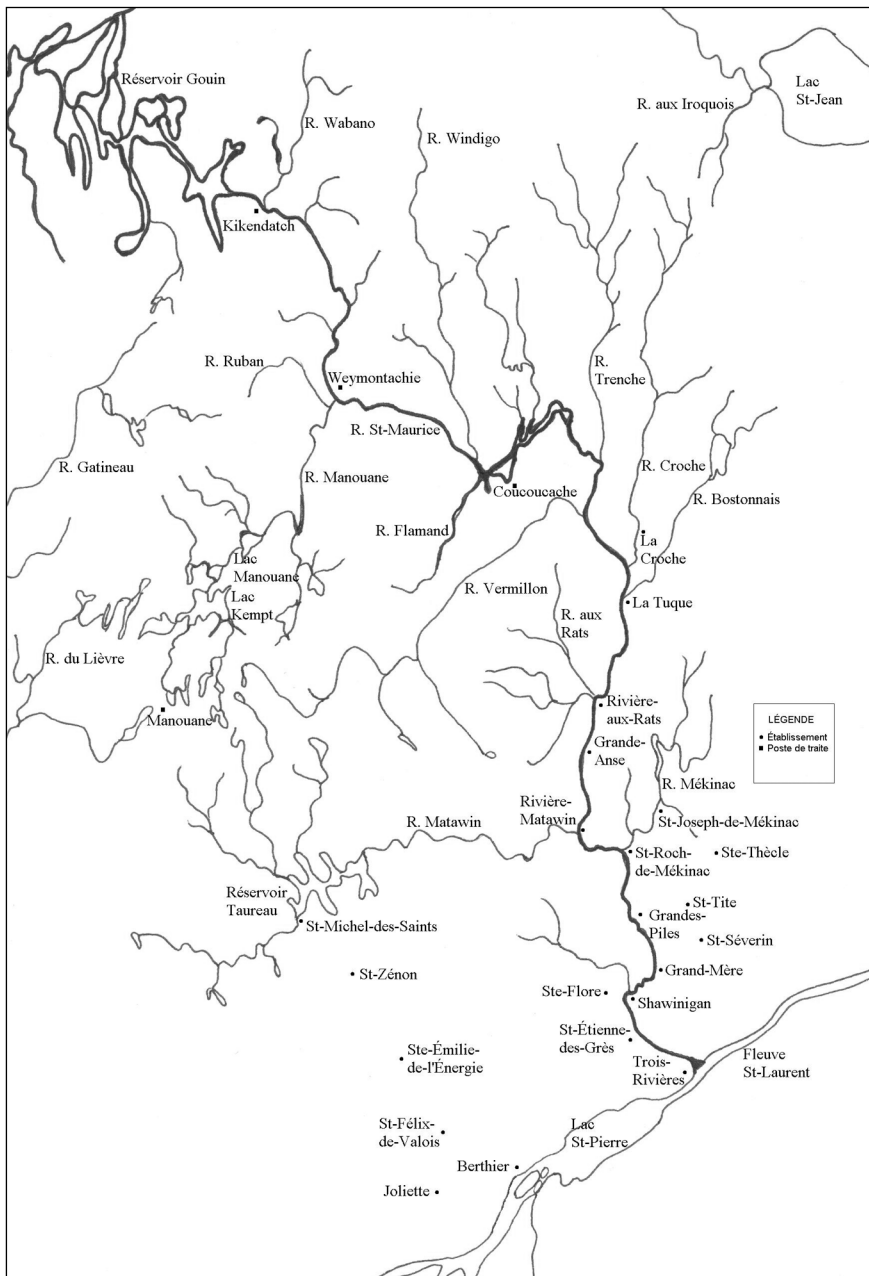 Réservoir Gouin
Lac
St-Jean
R. aux Iroquois
R. Wabano
R. Windigo
Kikendatch
R. Ruban
Weymontachie
R.
Trenche
R. St-Maurice
R. Gatineau
R. Manouane
R. Croche
Coucoucache
R. Bostonnais
R. Flamand
La
Croche
Lac
Manouane
Lac
Kempt
R. Vermillon
La Tuque
R. aux
Rats
R. du Lièvre
Manouane
Rivière-
aux-Rats
LÉGENDE
Établissement
Poste de traite
Grande-
Anse
R. Mékinac
Rivière-
Matawin
R. Matawin
St-Joseph-de-Mékinac
St-Roch-
de-Mékinac
Ste-Thècle
Réservoir
Taureau
St-Tite
Grandes-
Piles
St-Michel-des-Saints
St-Séverin
St-Zénon
Grand-Mère
Ste-Flore
Shawinigan
St-Étienne-
des-Grès
Ste-Émilie-
de-l'Énergie
Trois-
Rivières
Fleuve
St-Laurent
St-Félix-
de-Valois
Lac
St-Pierre
Berthier
Joliette